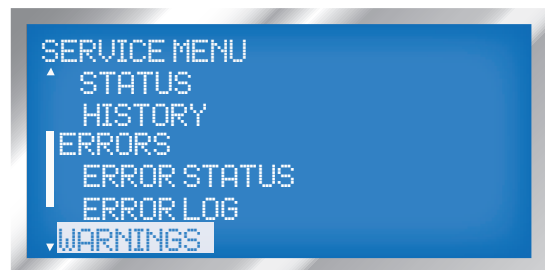 SERVICE MENU
STATUS
HISTORY
ERRORS
ERROR STATUS
ERROR LOG
WARNINGS